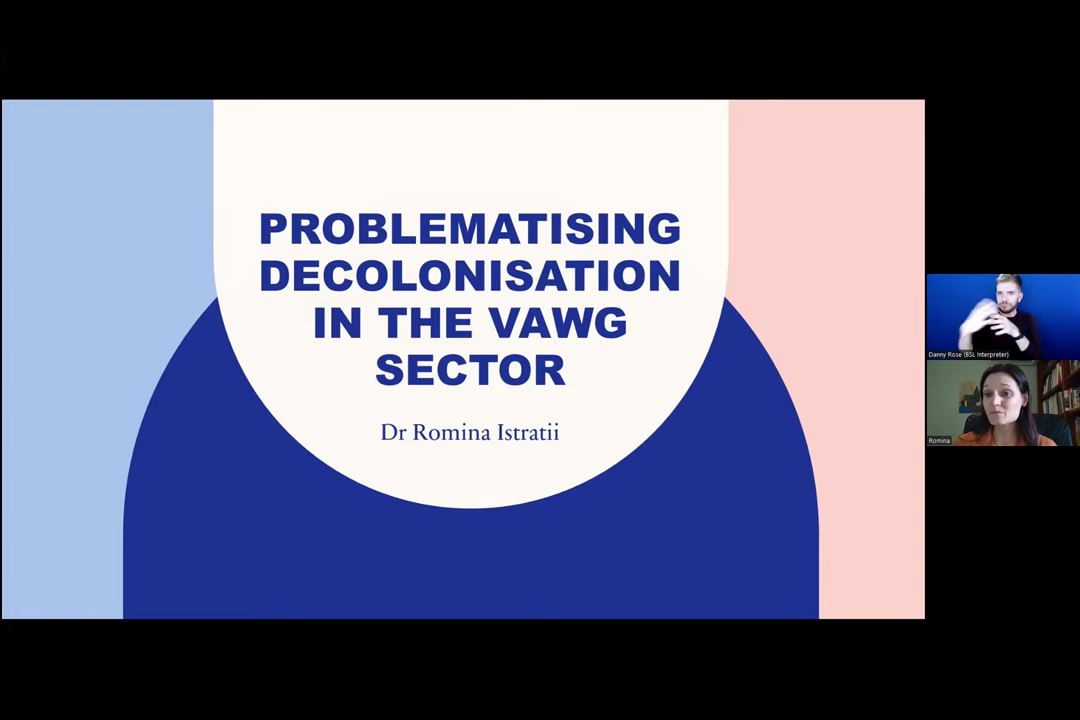 PROBLEMATISING
DECOLONISATION
IN THE VAWG
SECTOR
Dr Romina Istratii
Danny Rose (BSL Interpreter)
Romina